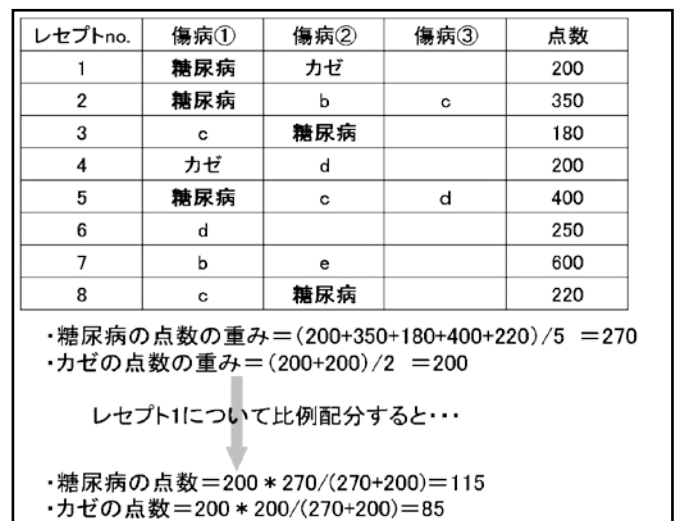 レセプトno. 傷病① 傷病② 傷病③ 点数
1 糖尿病 カゼ 200
2 糖尿病 b c 350
3 c 糖尿病 180
4 カゼ d 200
5 糖尿病 c d 400
6 d 250
7 b e 600
8 c 糖尿病 220
・糖尿病の点数の重み＝(200+350+180+400+220)/5 ＝270
・カゼの点数の重み＝(200+200)/2 ＝200
レセプト1について比例配分すると・・・
・糖尿病の点数＝200＊270/(270+200)＝115
・カゼの点数＝200＊200/(270+200)＝85